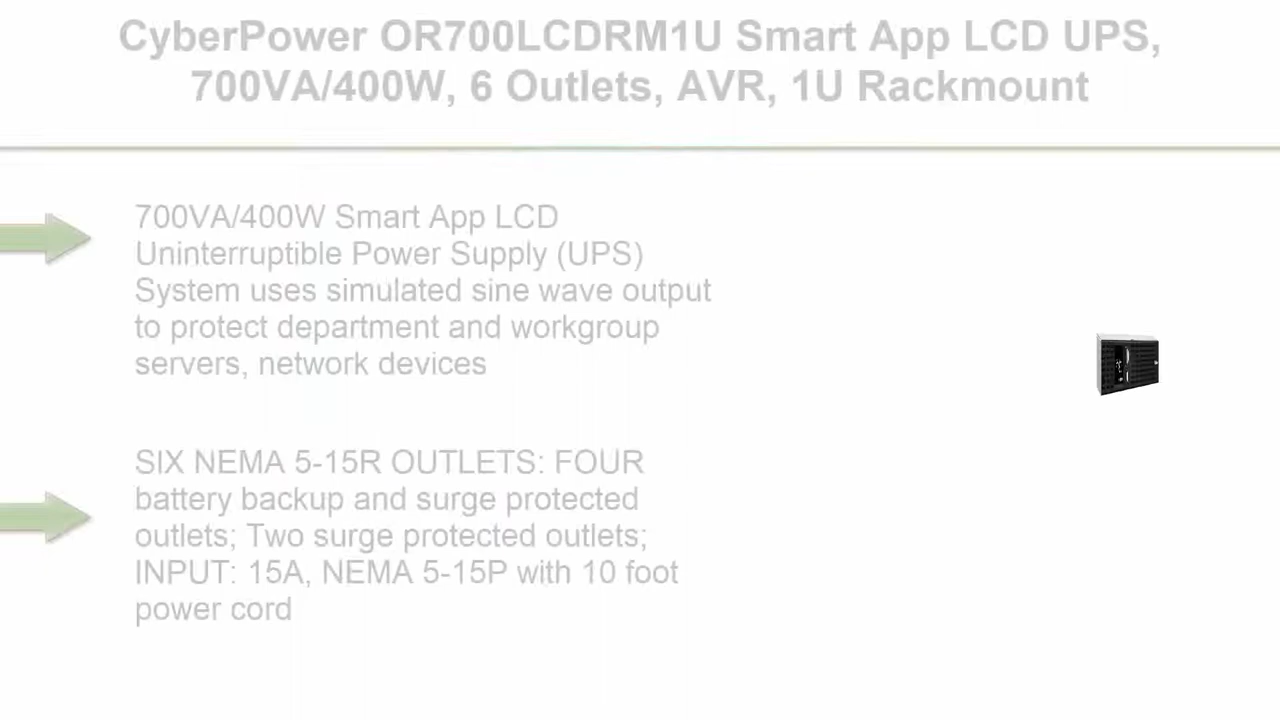 CyberPower OR700LCDRM1U Smart App LCD UPS,
700VA/400W, 6 Outlets, AVR, 1U Rackmount
700VA/400W Smart App LCD
Uninterruptible Power Supply (UPS)
System uses simulated sine wave output
to protect department and workgroup
servers, network devices
SIX NEMA 5-15R OUTLETS: FOUR
battery backup and surge protected
outlets; Two surge protected outlets;
INPUT: 15A, NEMA 5-15P with 10 foot
power cord